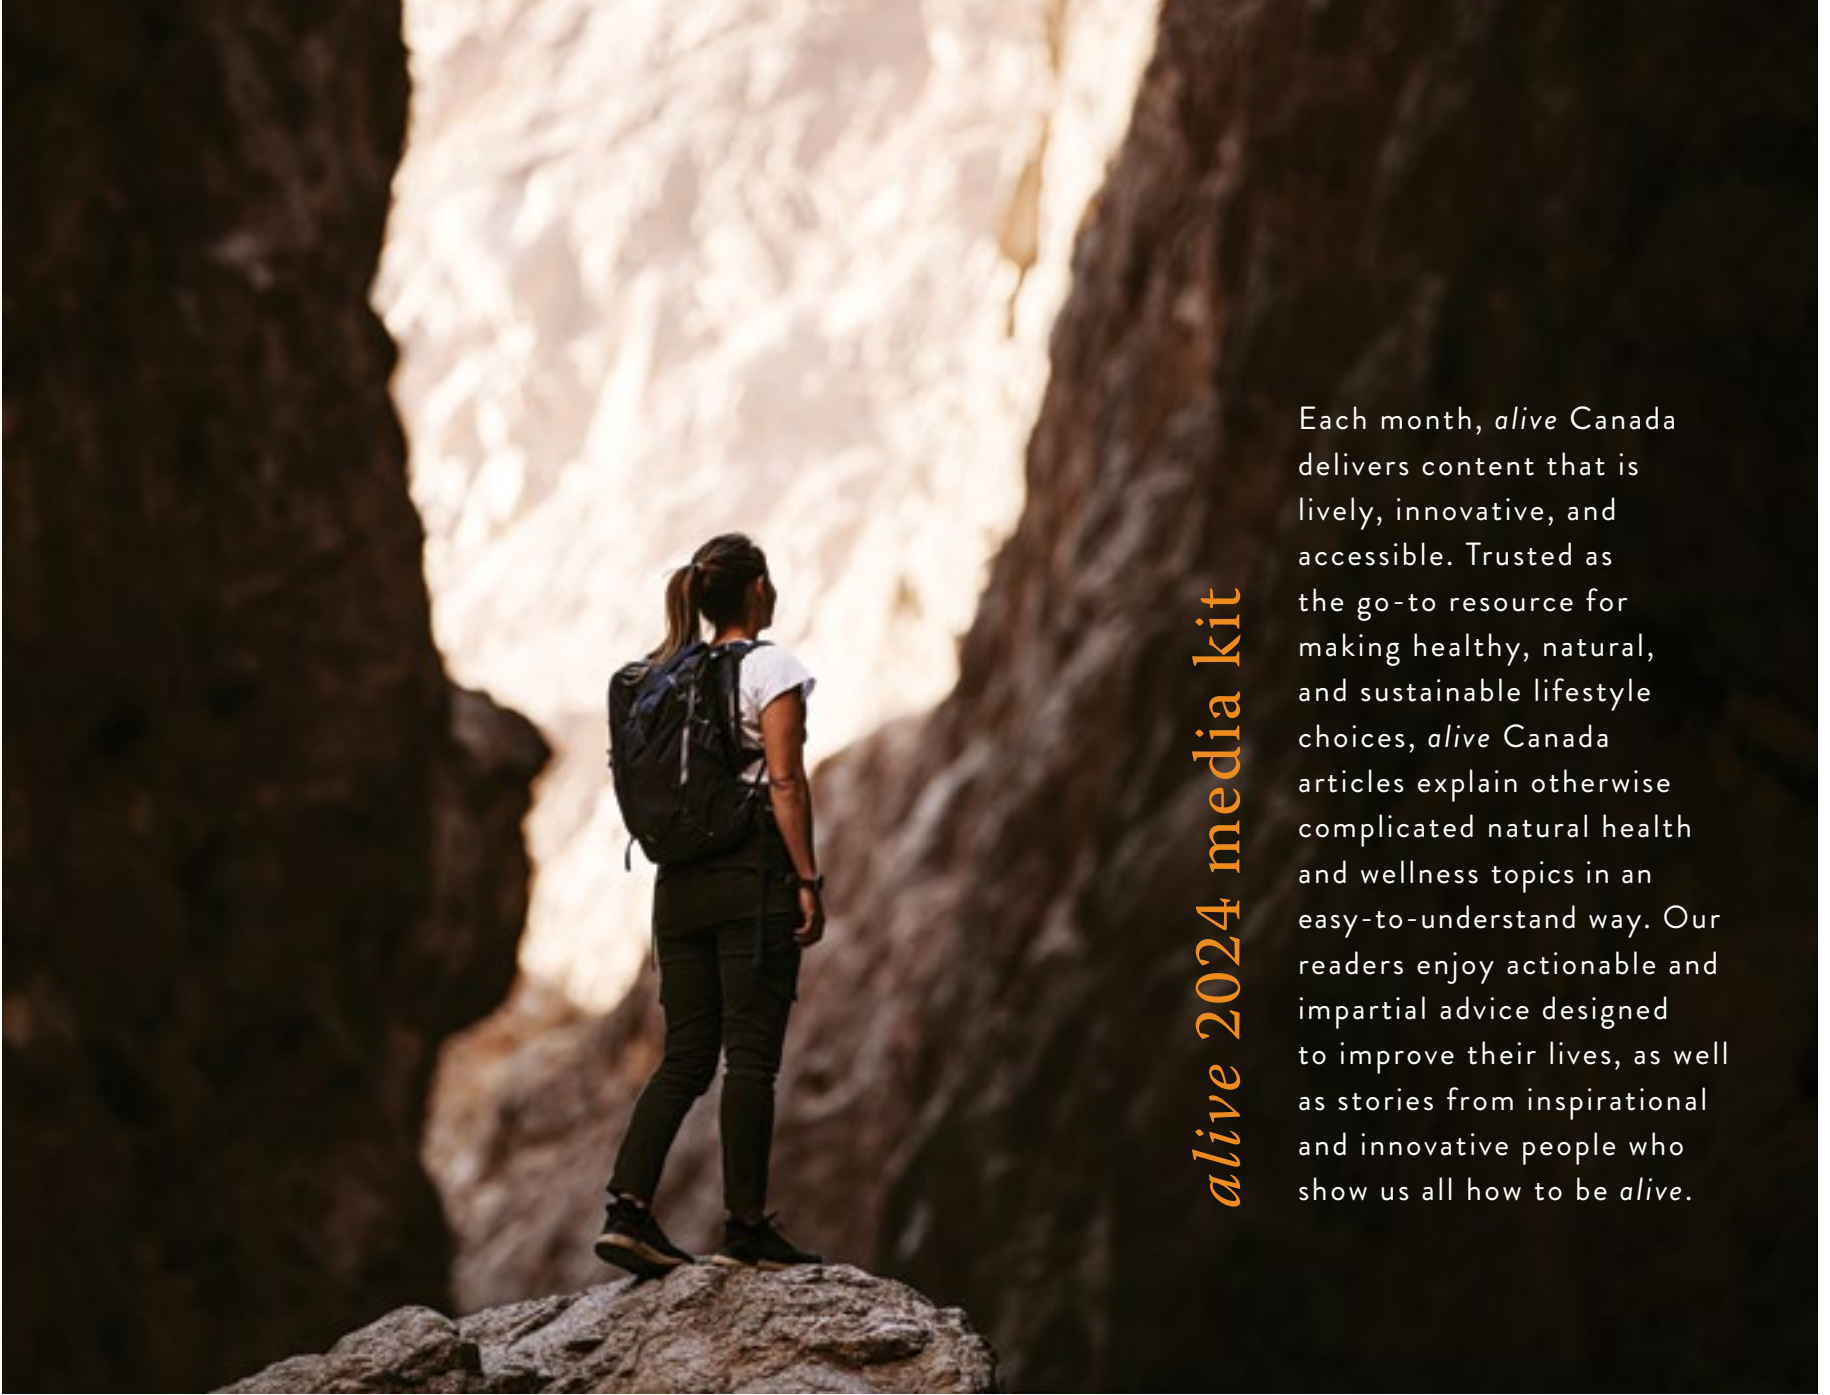 alive 2024 media kit
Each month, alive Canada
delivers content that is
lively, innovative, and
accessible. Trusted as
the go-to resource for
making healthy, natural,
and sustainable lifestyle
choices, alive Canada
articles explain otherwise
complicated natural health
and wellness topics in an
easy-to-understand way. Our
readers enjoy actionable and
impartial advice designed
to improve their lives, as well
as stories from inspirational
and innovative people who
show us all how to be alive.